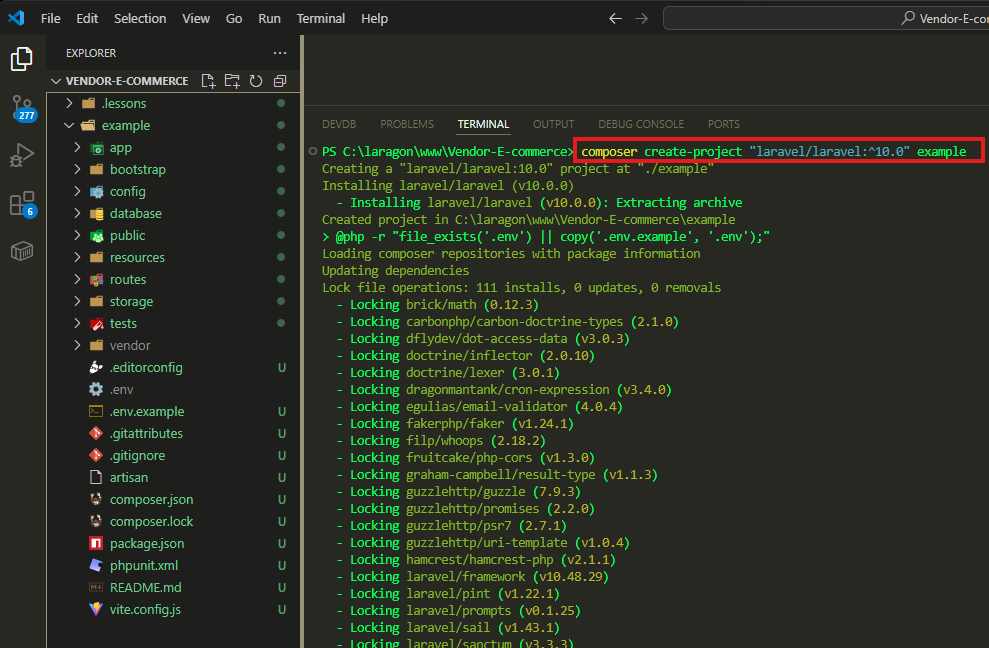 File Edit Selection View Go Run Terminal Help
Vendor-E-co
EXPLORER
VENDOR-E-COMMERCE
.lessons
example
app
bootstrap
config
database
public
resources
routes
storage
tests
vendor
.editorconfig U
.env
.env.example U
.gitattributes U
.gitignore U
artisan U
composer.json U
composer.lock U
package.json U
phpunit.xml U
README.md U
vite.config.js U
277
6
DEVDB PROBLEMS TERMINAL OUTPUT DEBUG CONSOLE PORTS
PS C:\laragon\www\Vendor-E-commerce> composer create-project "laravel/laravel:^10.0" example
Creating a "laravel/laravel:10.0" project at "./example"
Installing laravel/laravel (v10.0.0)
- Installing laravel/laravel (v10.0.0): Extracting archive
Created project in C:\laragon\www\Vendor-E-commerce\example
> @php -r "file_exists('.env') || copy('.env.example', '.env');"
Loading composer repositories with package information
Updating dependencies
Lock file operations: 111 installs, 0 updates, 0 removals
- Locking brick/math (0.12.3)
- Locking carbonphp/carbon-doctrine-types (2.1.0)
- Locking dflydev/dot-access-data (v3.0.3)
- Locking doctrine/inflector (2.0.10)
- Locking doctrine/lexer (3.0.1)
- Locking dragonmantank/cron-expression (v3.4.0)
- Locking egulias/email-validator (4.0.4)
- Locking fakerphp/faker (v1.24.1)
- Locking filp/whoops (2.18.2)
- Locking fruitcake/php-cors (v1.3.0)
- Locking graham-campbell/result-type (v1.1.3)
- Locking guzzlehttp/guzzle (7.9.3)
- Locking guzzlehttp/promises (2.2.0)
- Locking guzzlehttp/psr7 (2.7.1)
- Locking guzzlehttp/uri-template (v1.0.4)
- Locking hamcrest/hamcrest-php (v2.1.1)
- Locking laravel/framework (v10.48.29)
- Locking laravel/pint (v1.22.1)
- Locking laravel/prompts (v0.1.25)
- Locking laravel/sail (v1.43.1)
- Locking laravel/sanctum (v3.3.3)